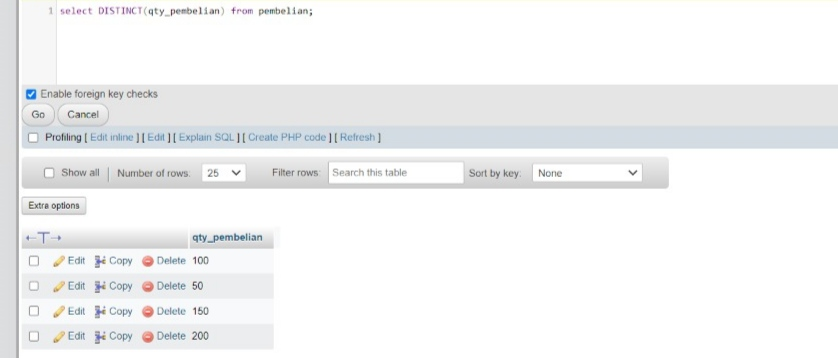 1 select DISTINCT(qty_pembelian) from pembelian;
Enable foreign key checks
Go Cancel
Profiling [ Edit inline ] [ Edit ] [ Explain SQL ] [ Create PHP code ] [ Refresh ]
Show all | Number of rows: 25 Filter rows: Search this table Sort by key: None
Extra options
←T→ qty_pembelian
Edit Copy Delete 100
Edit Copy Delete 50
Edit Copy Delete 150
Edit Copy Delete 200